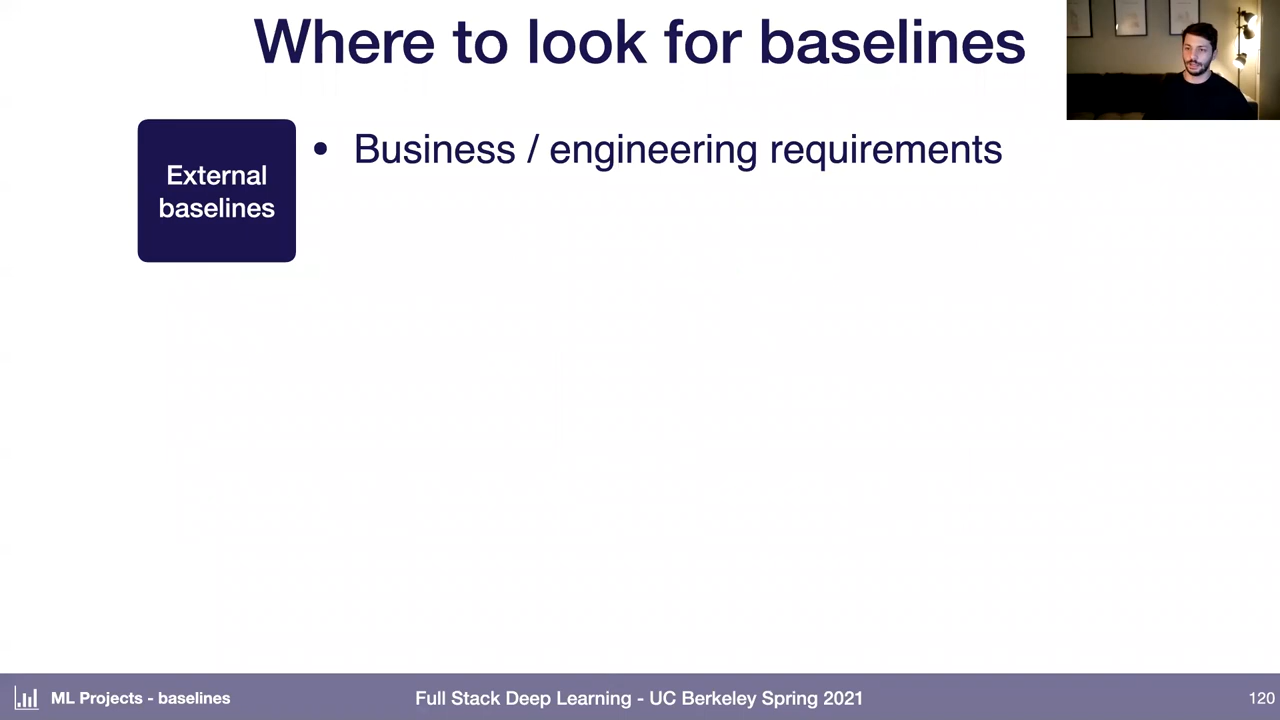 Where to look for baselines
External
baselines
• Business / engineering requirements
ML Projects - baselines
Full Stack Deep Learning - UC Berkeley Spring 2021
120